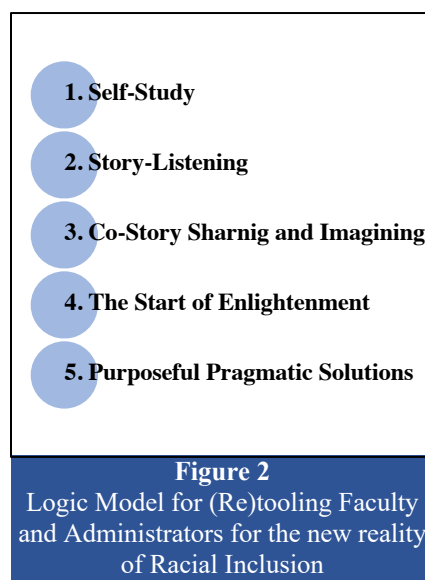 1. Self-Study
2. Story-Listening
3. Co-Story Sharnig and Imagining
4. The Start of Enlightenment
5. Purposeful Pragmatic Solutions
Figure 2
Logic Model for (Re)tooling Faculty
and Administrators for the new reality
of Racial Inclusion